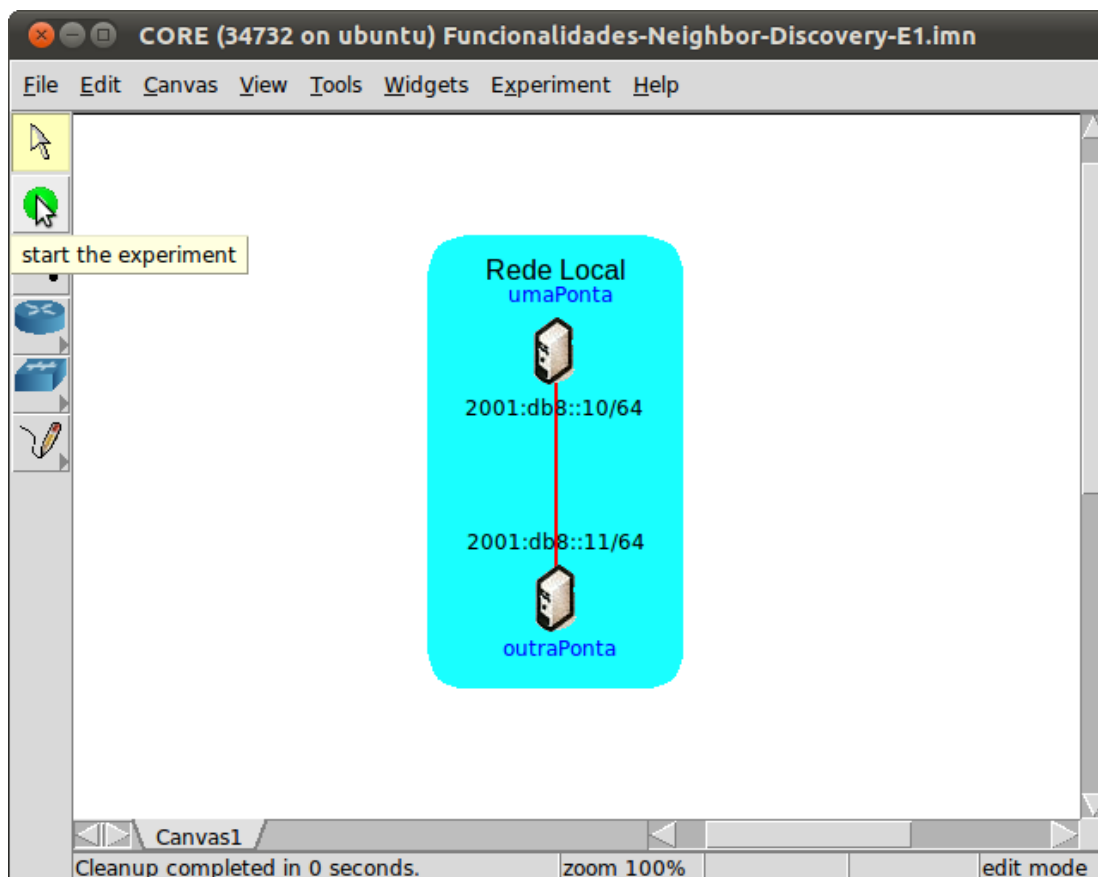 CORE (34732 on ubuntu) Funcionalidades-Neighbor-Discovery-E1.imn
File Edit Canvas View Tools Widgets Experiment Help
start the experiment
Rede Local
umaPonta
2001:db8::10/64
2001:db8::11/64
outraPonta
Canvas1
Cleanup completed in 0 seconds. zoom 100% edit mode